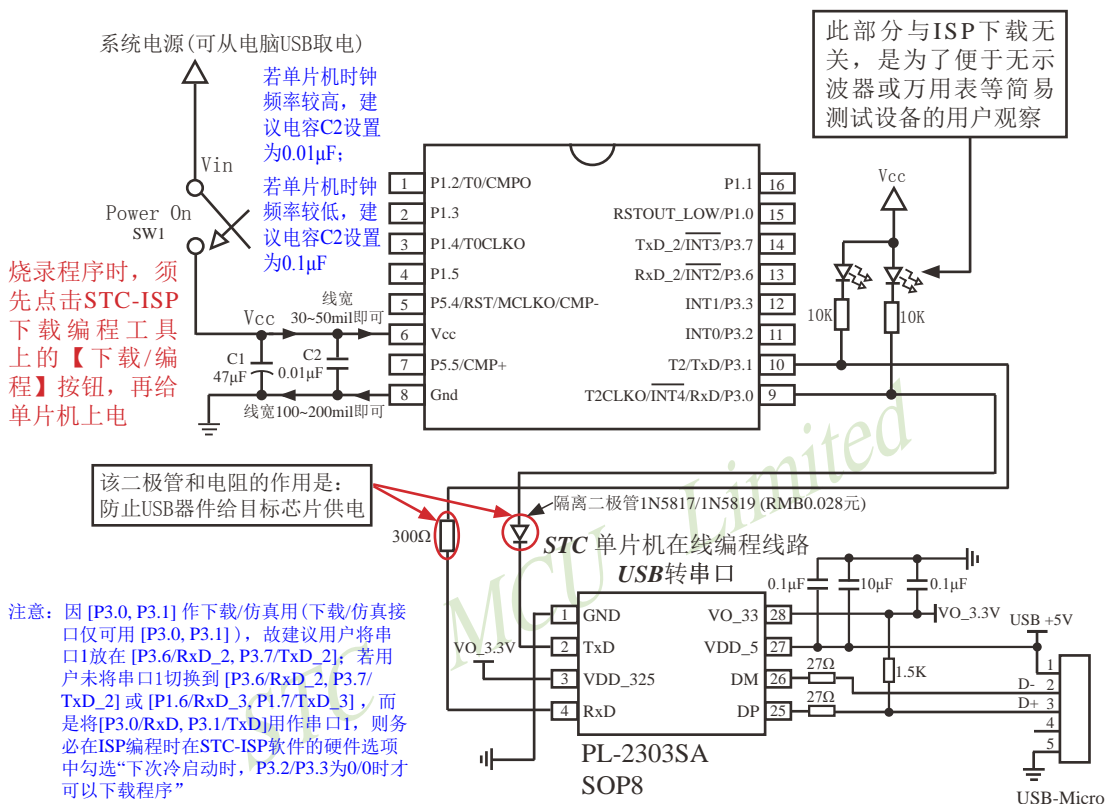 系统电源(可从电脑USB取电)
若单片机时钟
频率较高，建
议电容C2设置
为0.01μF；
若单片机时钟
频率较低，建
议电容C2设置
为0.1μF
Vin
Power On
SW1
烧录程序时，须
先点击STC-ISP
下载编程工具
上的【下载/编
程】按钮，再给
单片机上电
Vcc
线宽
30~50mil即可
C1
47μF
C2
0.01μF
线宽100~200mil即可
1 P1.2/T0/CMPO
2 P1.3
3 P1.4/T0CLKO
4 P1.5
5 P5.4/RST/MCLKO/CMP-
6 Vcc
7 P5.5/CMP+
8 Gnd
P1.1 16
RSTOUT_LOW/P1.0 15
TxD_2/INT3/P3.7 14
RxD_2/INT2/P3.6 13
INT1/P3.3 12
INT0/P3.2 11
T2/TxD/P3.1 10
T2CLKO/INT4/RxD/P3.0 9
此部分与ISP下载无
关，是为了便于无示
波器或万用表等简易
测试设备的用户观察
Vcc
10K
10K
该二极管和电阻的作用是：
防止USB器件给目标芯片供电
300Ω
隔离二极管1N5817/1N5819 (RMB0.028元)
STC 单片机在线编程线路
USB转串口
0.1μF
10μF
0.1μF
VO_3.3V
USB +5V
VO_3.3V
1 GND
2 TxD
3 VDD_325
4 RxD
VO_33 28
VDD_5 27
DM 26
DP 25
27Ω
27Ω
1.5K
D-
D+
1
2
3
4
5
PL-2303SA
SOP8
USB-Micro
注意：因 [P3.0, P3.1] 作下载/仿真用(下载/仿真接
口仅可用 [P3.0, P3.1] )，故建议用户将串
口1放在 [P3.6/RxD_2, P3.7/TxD_2]；若用
户未将串口1切换到 [P3.6/RxD_2, P3.7/
TxD_2] 或 [P1.6/RxD_3, P1.7/TxD_3] ，而
是将[P3.0/RxD, P3.1/TxD]用作串口1，则务
必在ISP编程时在STC-ISP软件的硬件选项
中勾选“下次冷启动时，P3.2/P3.3为0/0时才
可以下载程序”
STC MCU Limited